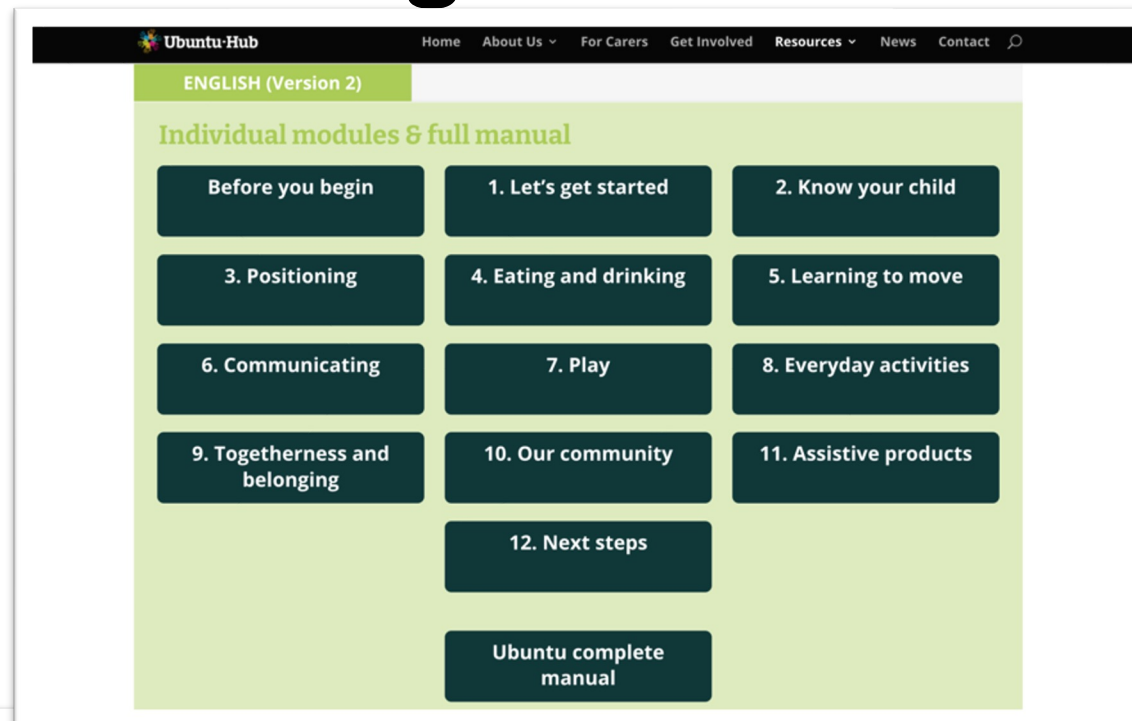 Ubuntu-Hub Home About Us For Carers Get Involved Resources News Contact
ENGLISH (Version 2)
Individual modules & full manual
Before you begin
1. Let's get started
2. Know your child
3. Positioning
4. Eating and drinking
5. Learning to move
6. Communicating
7. Play
8. Everyday activities
9. Togetherness and
belonging
10. Our community
11. Assistive products
12. Next steps
Ubuntu complete
manual